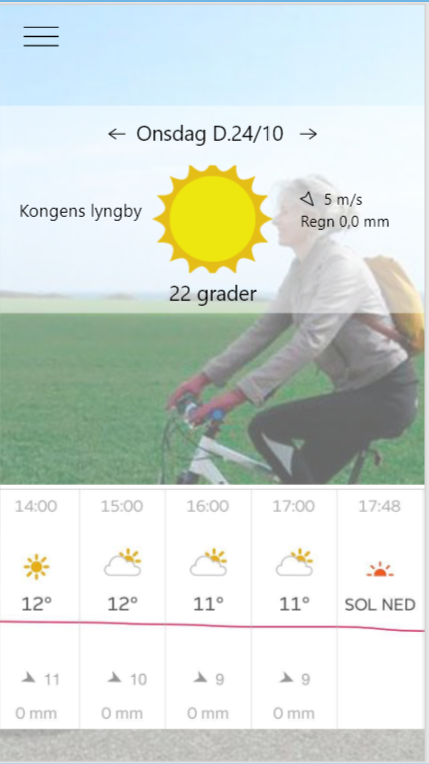 ← Onsdag D.24/10 →
Kongens lyngby
5 m/s
Regn 0,0 mm
22 grader
14:00 15:00 16:00 17:00 17:48
12° 12° 11° 11° SOL NED
11 10 9 9
0 mm 0 mm 0 mm 0 mm